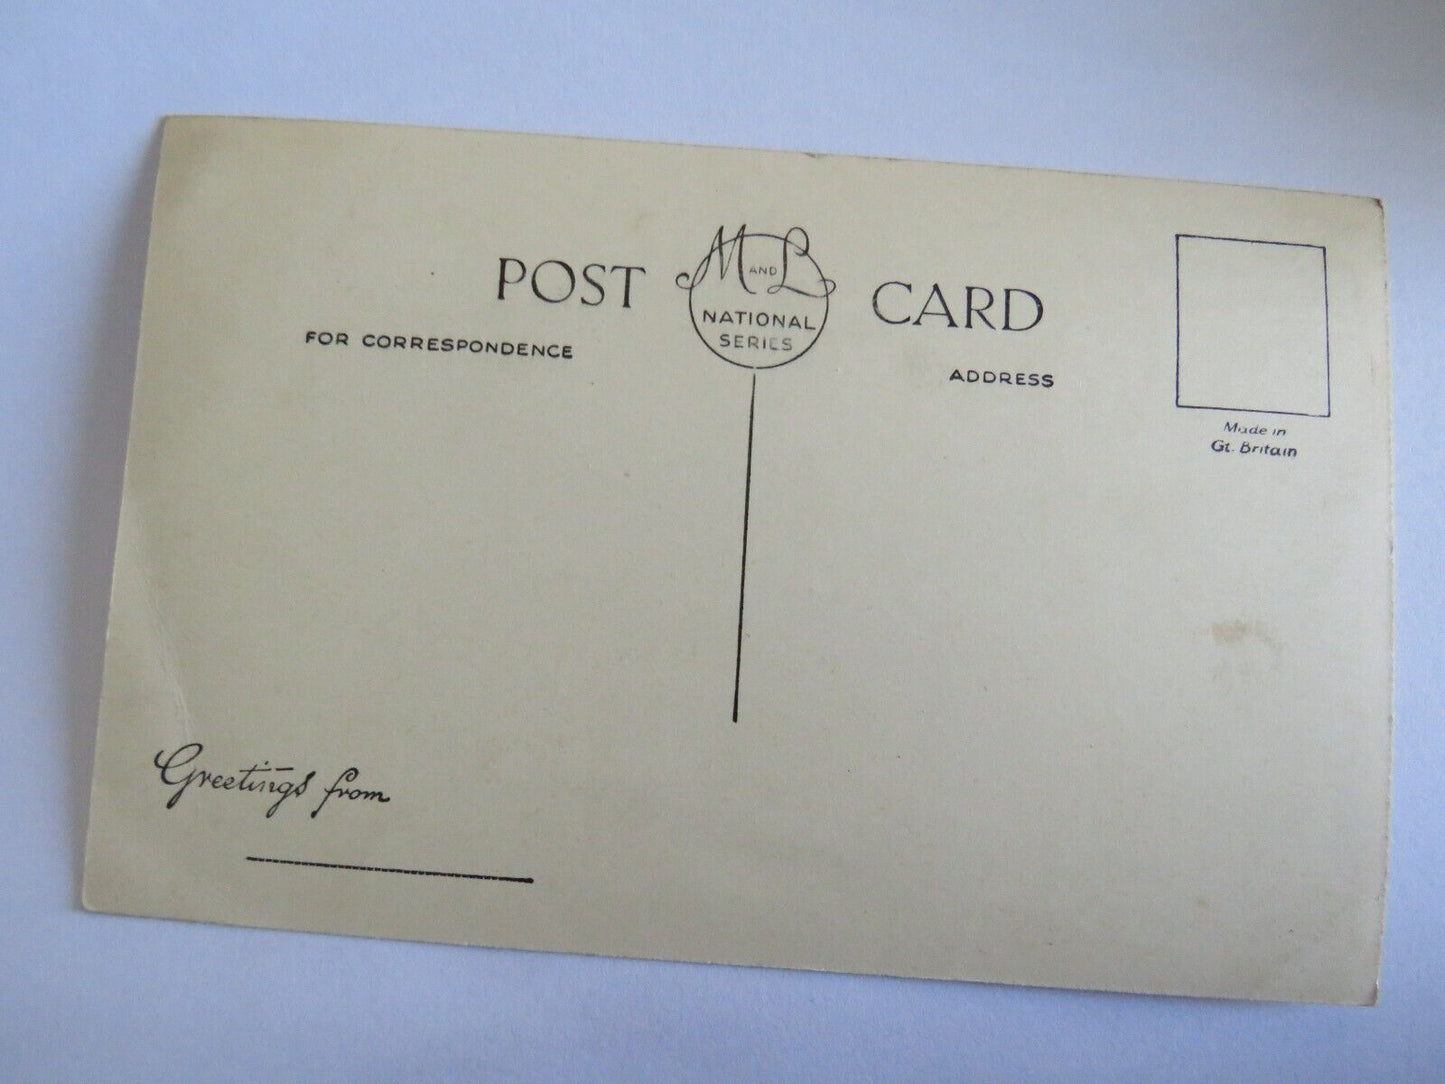 POST M AND L NATIONAL SERIES CARD
FOR CORRESPONDENCE
ADDRESS
Made in
Gt. Britain
Greetings from